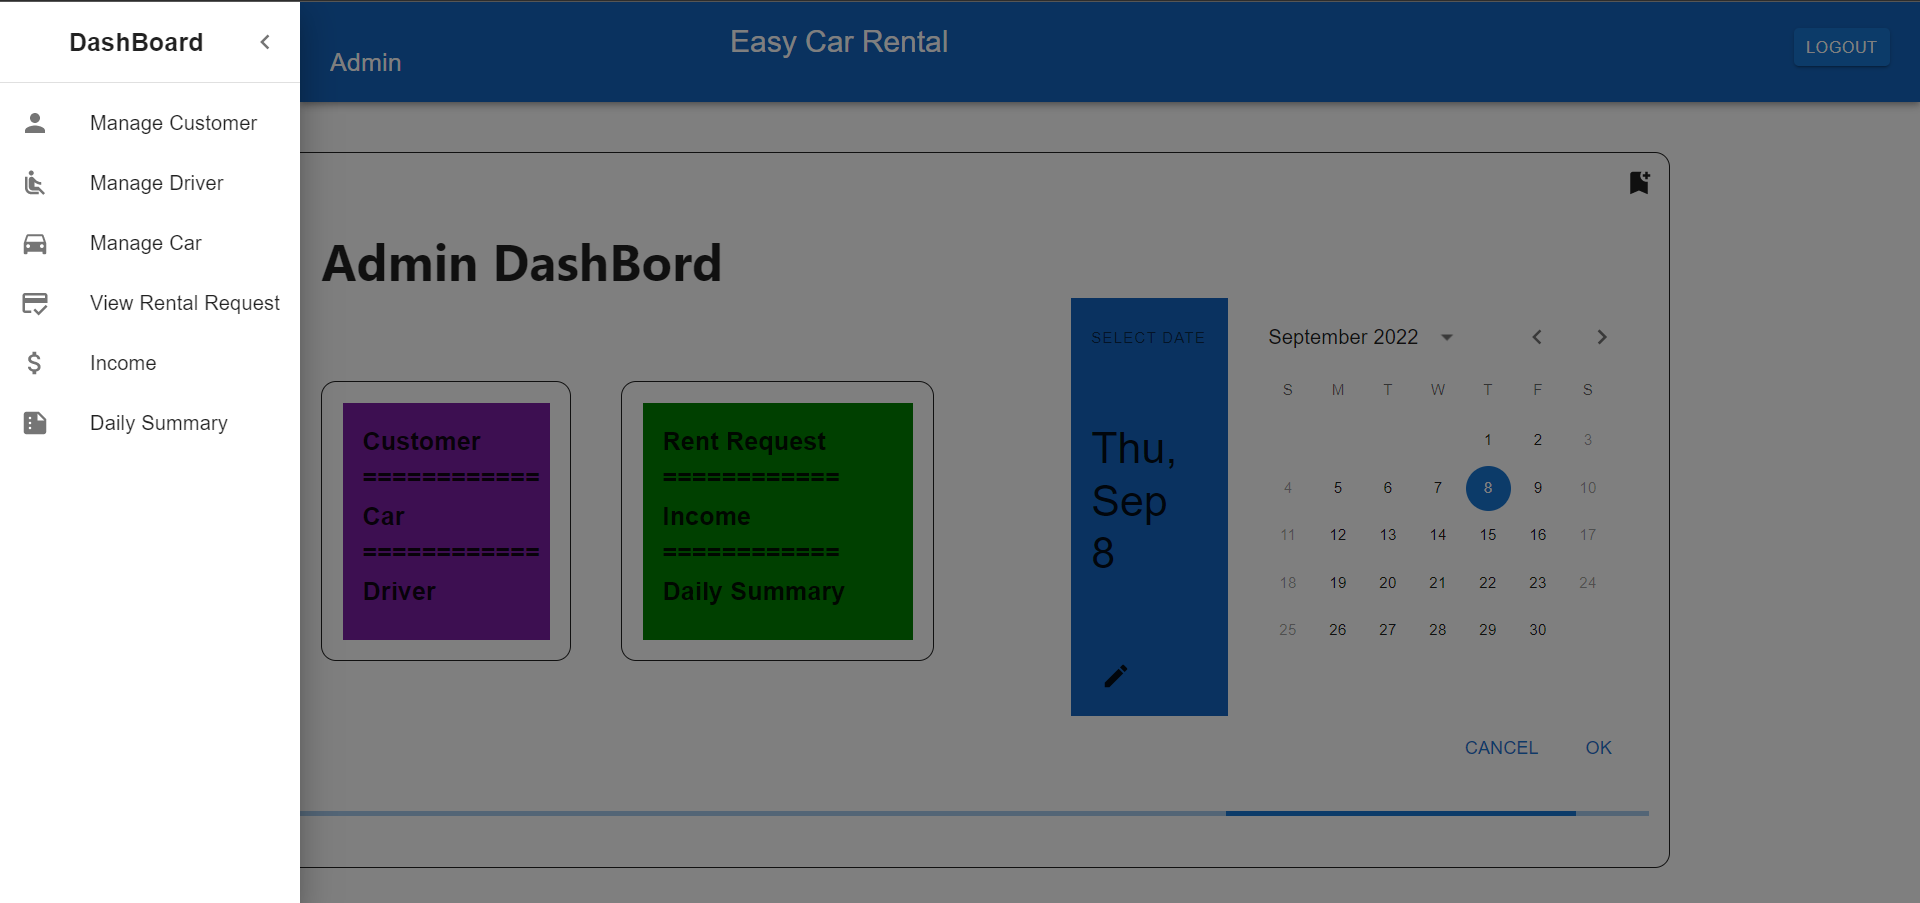 DashBoard
Manage Customer
Manage Driver
Manage Car
View Rental Request
Income
Daily Summary
Easy Car Rental
Admin
LOGOUT
Admin DashBord
Customer
============
Car
============
Driver
Rent Request
============
Income
============
Daily Summary
SELECT DATE
Thu,
Sep
8
September 2022
S M T W T F S
1 2 3
4 5 6 7 8 9 10
11 12 13 14 15 16 17
18 19 20 21 22 23 24
25 26 27 28 29 30
CANCEL OK